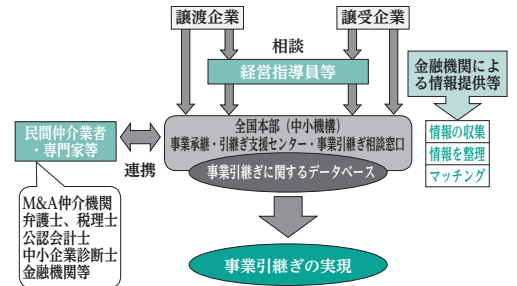 譲渡企業
譲受企業
相談
経営指導員等
金融機関によ
る情報提供等
全国本部（中小機構）
事業承継・引継ぎ支援センター・事業引継ぎ相談窓口
事業引継ぎに関するデータベース
民間仲介業者
・専門家等
連携
情報の収集
情報を整理
マッチング
M&A仲介機関
弁護士、税理士
公認会計士
中小企業診断士
金融機関等
事業引継ぎの実現